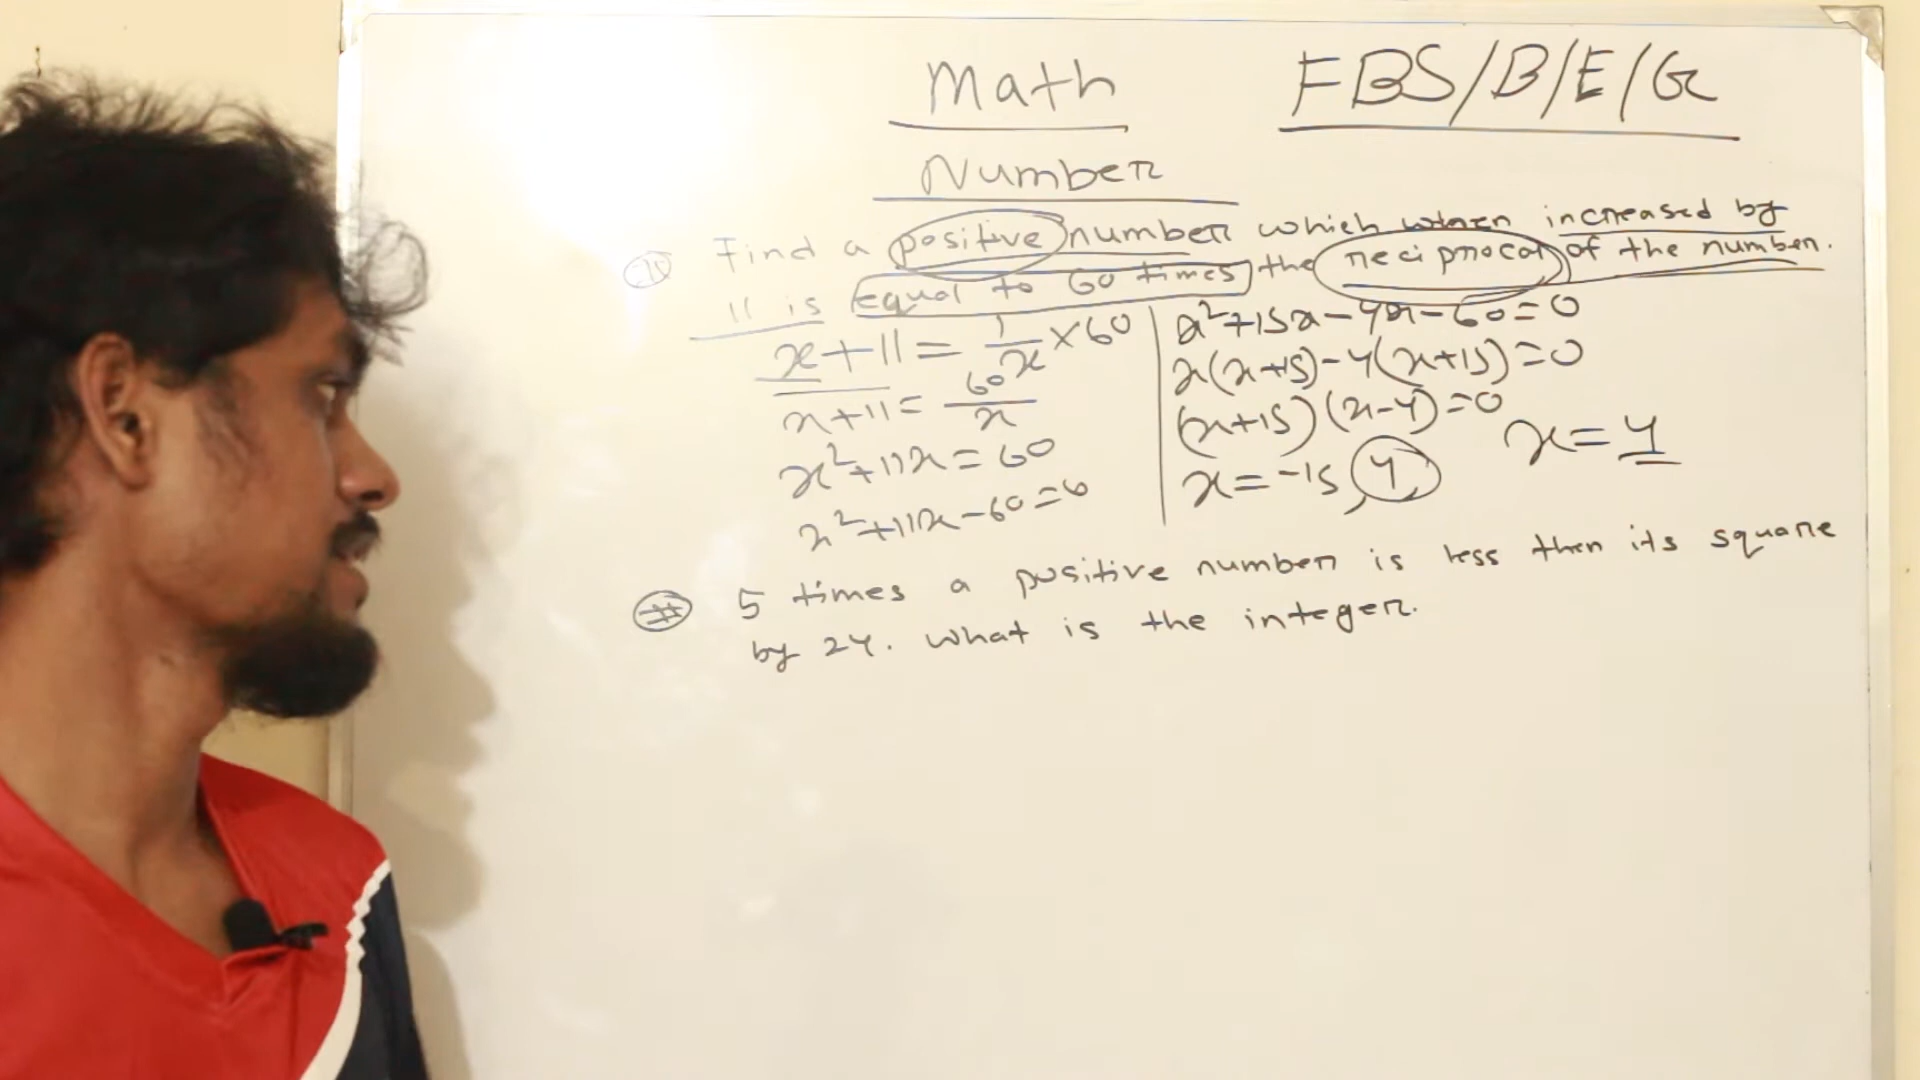 Math
FBS/B/E/G
Number
# Find a positive number which when increased by
11 is equal to 60 times the reciprocal of the number.
x+11 = 1/x × 60
x+11 = 60/x
x²+11x = 60
x²+11x-60=0
x²+15x-4x-60=0
x(x+15)-4(x+15)=0
(x+15)(x-4)=0
x=-15, 4
x=4
# 5 times a positive number is less then its square
by 24. what is the integer.